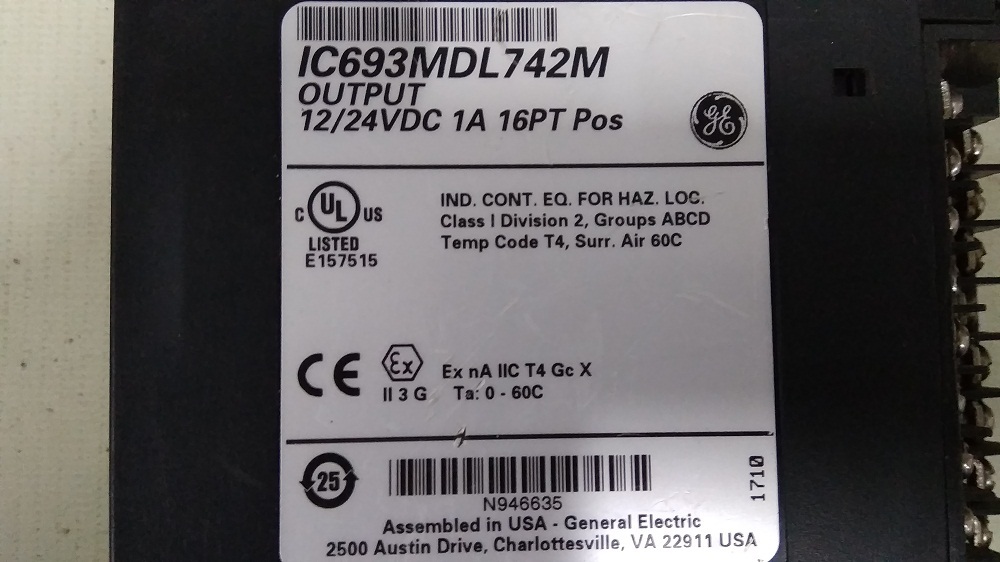 IC693MDL742M
OUTPUT
12/24VDC 1A 16PT Pos
GE
C UL US
LISTED
E157515
IND. CONT. EQ. FOR HAZ. LOC.
Class I Division 2, Groups ABCD
Temp Code T4, Surr. Air 60C
CE
Ex
II 3 G
Ex nA IIC T4 Gc X
Ta: 0 - 60C
25
N946635
1710
Assembled in USA - General Electric
2500 Austin Drive, Charlottesville, VA 22911 USA